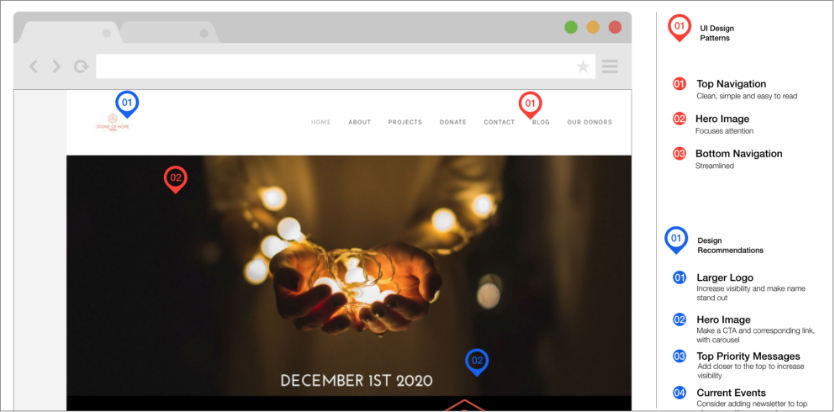 01
UI Design
Patterns
01
01
STONE OF HOPE
HOME ABOUT PROJECTS DONATE CONTACT BLOG OUR DONORS
01 Top Navigation
Clean, simple and easy to read
02 Hero Image
Focuses attention
03 Bottom Navigation
Streamlined
02
01
Design
Recommendations
01 Larger Logo
Increase visibility and make name
stand out
02 Hero Image
Make a CTA and corresponding link,
with carousel
03 Top Priority Messages
Add closer to the top to increase
visibility
02
DECEMBER 1ST 2020
04 Current Events
Consider adding newsletter to top